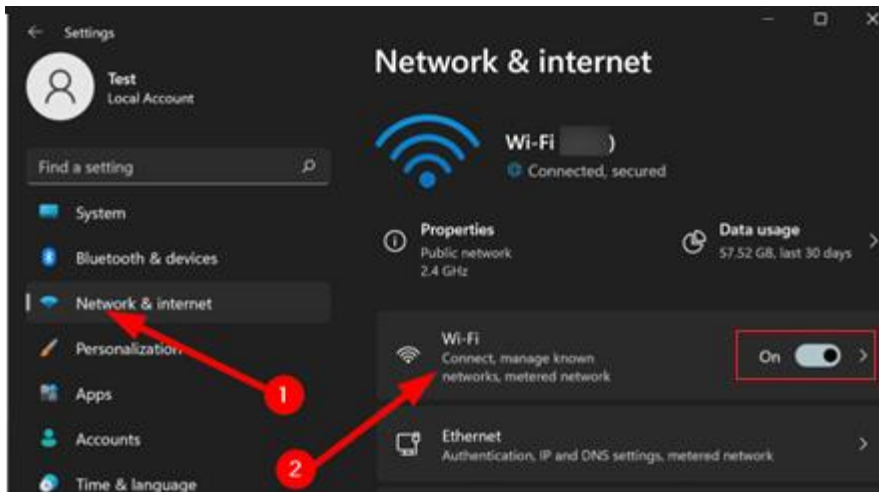 Settings
Test
Local Account
Find a setting
System
Bluetooth & devices
Network & internet
Personalization
Apps
Accounts
Time & language
Network & internet
Wi-Fi )
Connected, secured
Properties
Public network
2.4 GHz
Data usage
57.52 GB, last 30 days
Wi-Fi
Connect, manage known
networks, metered network
On
Ethernet
Authentication, IP and DNS settings, metered network
1
2